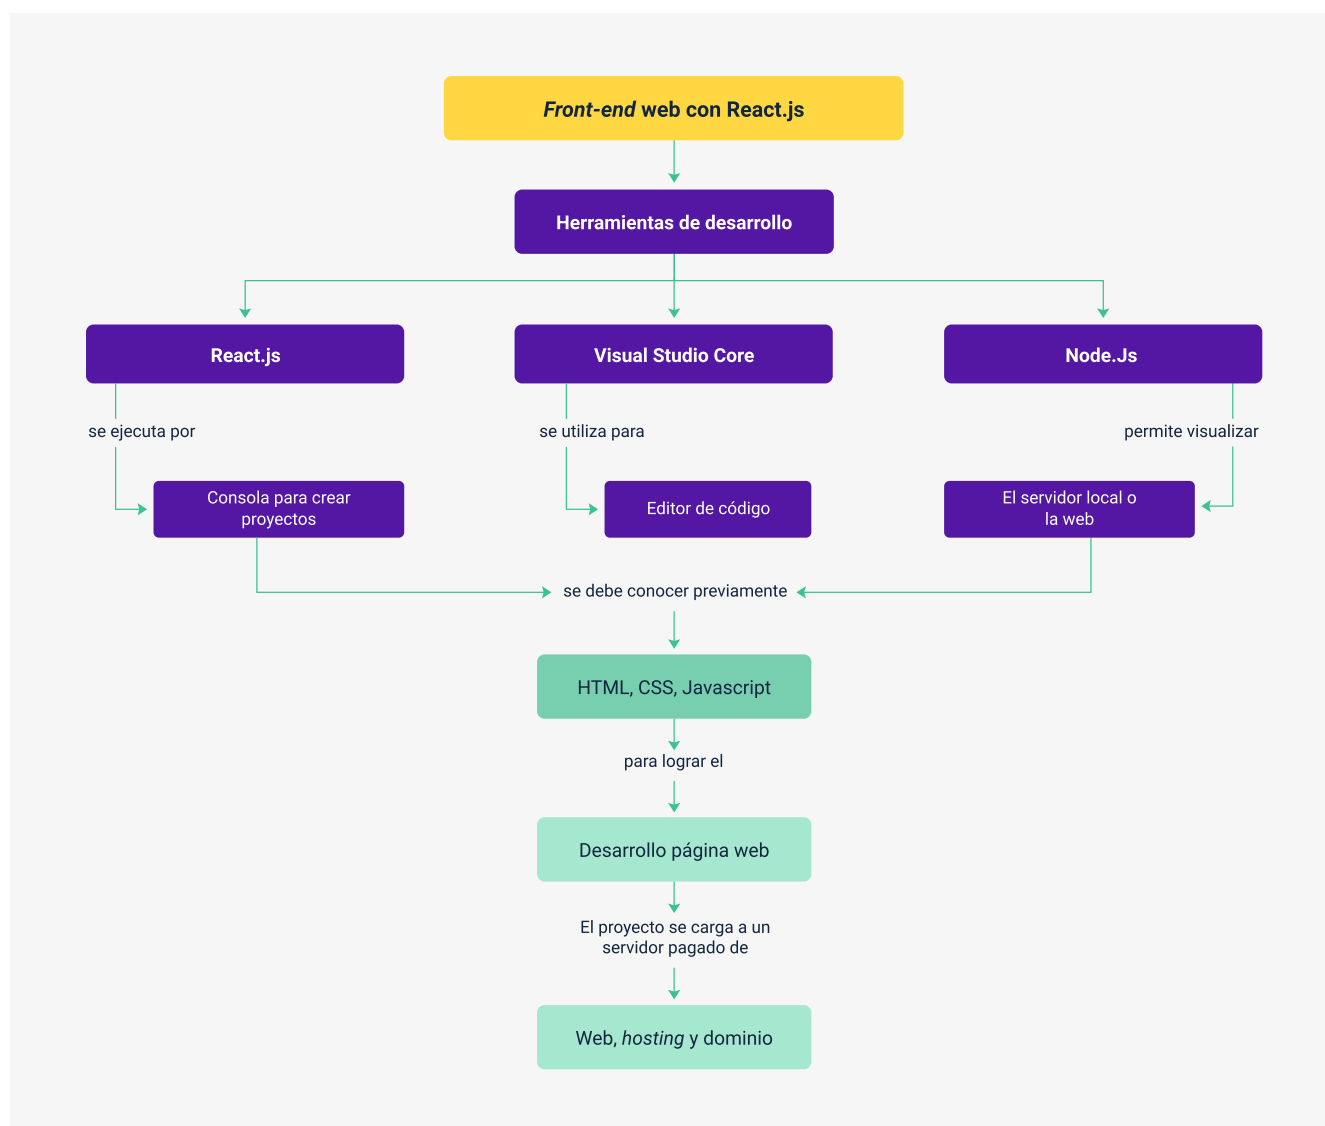 Front-end web con React.js
Herramientas de desarrollo
React.js
Visual Studio Core
Node.Js
se ejecuta por
se utiliza para
permite visualizar
Consola para crear
proyectos
Editor de código
El servidor local o
la web
se debe conocer previamente
HTML, CSS, Javascript
para lograr el
Desarrollo página web
El proyecto se carga a un
servidor pagado de
Web, hosting y dominio